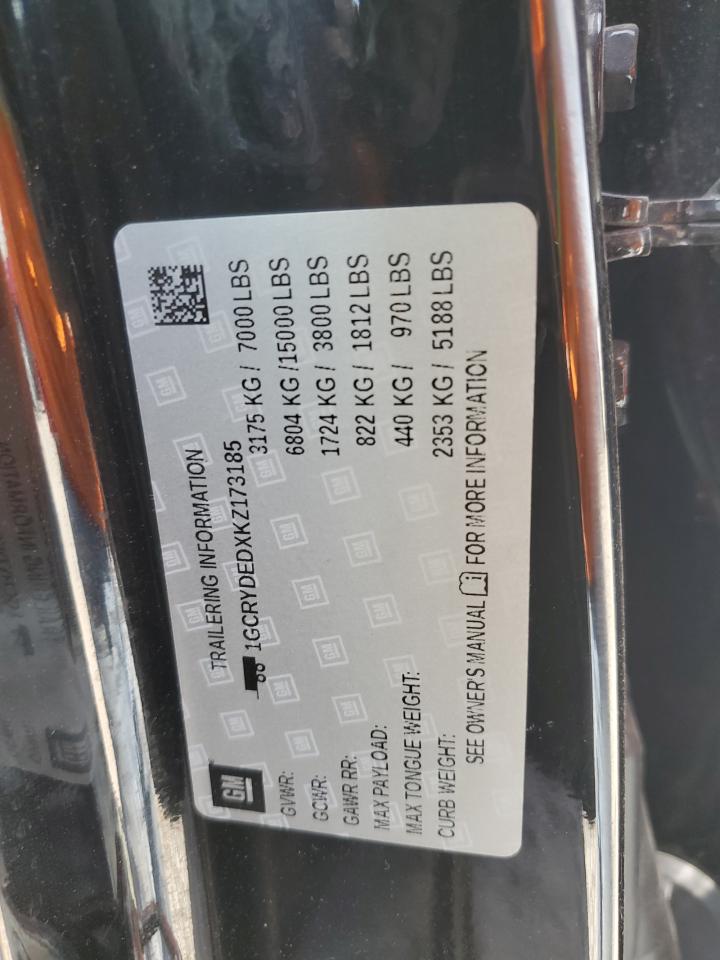 GM
TRAILERING INFORMATION
1GCRYDEDXKZ173185
GVWR: 3175 KG / 7000 LBS
GCWR: 6804 KG / 15000 LBS
GAWR RR: 1724 KG / 3800 LBS
MAX PAYLOAD: 822 KG / 1812 LBS
MAX TONGUE WEIGHT: 440 KG / 970 LBS
CURB WEIGHT: 2353 KG / 5188 LBS
SEE OWNER'S MANUAL FOR MORE INFORMATION